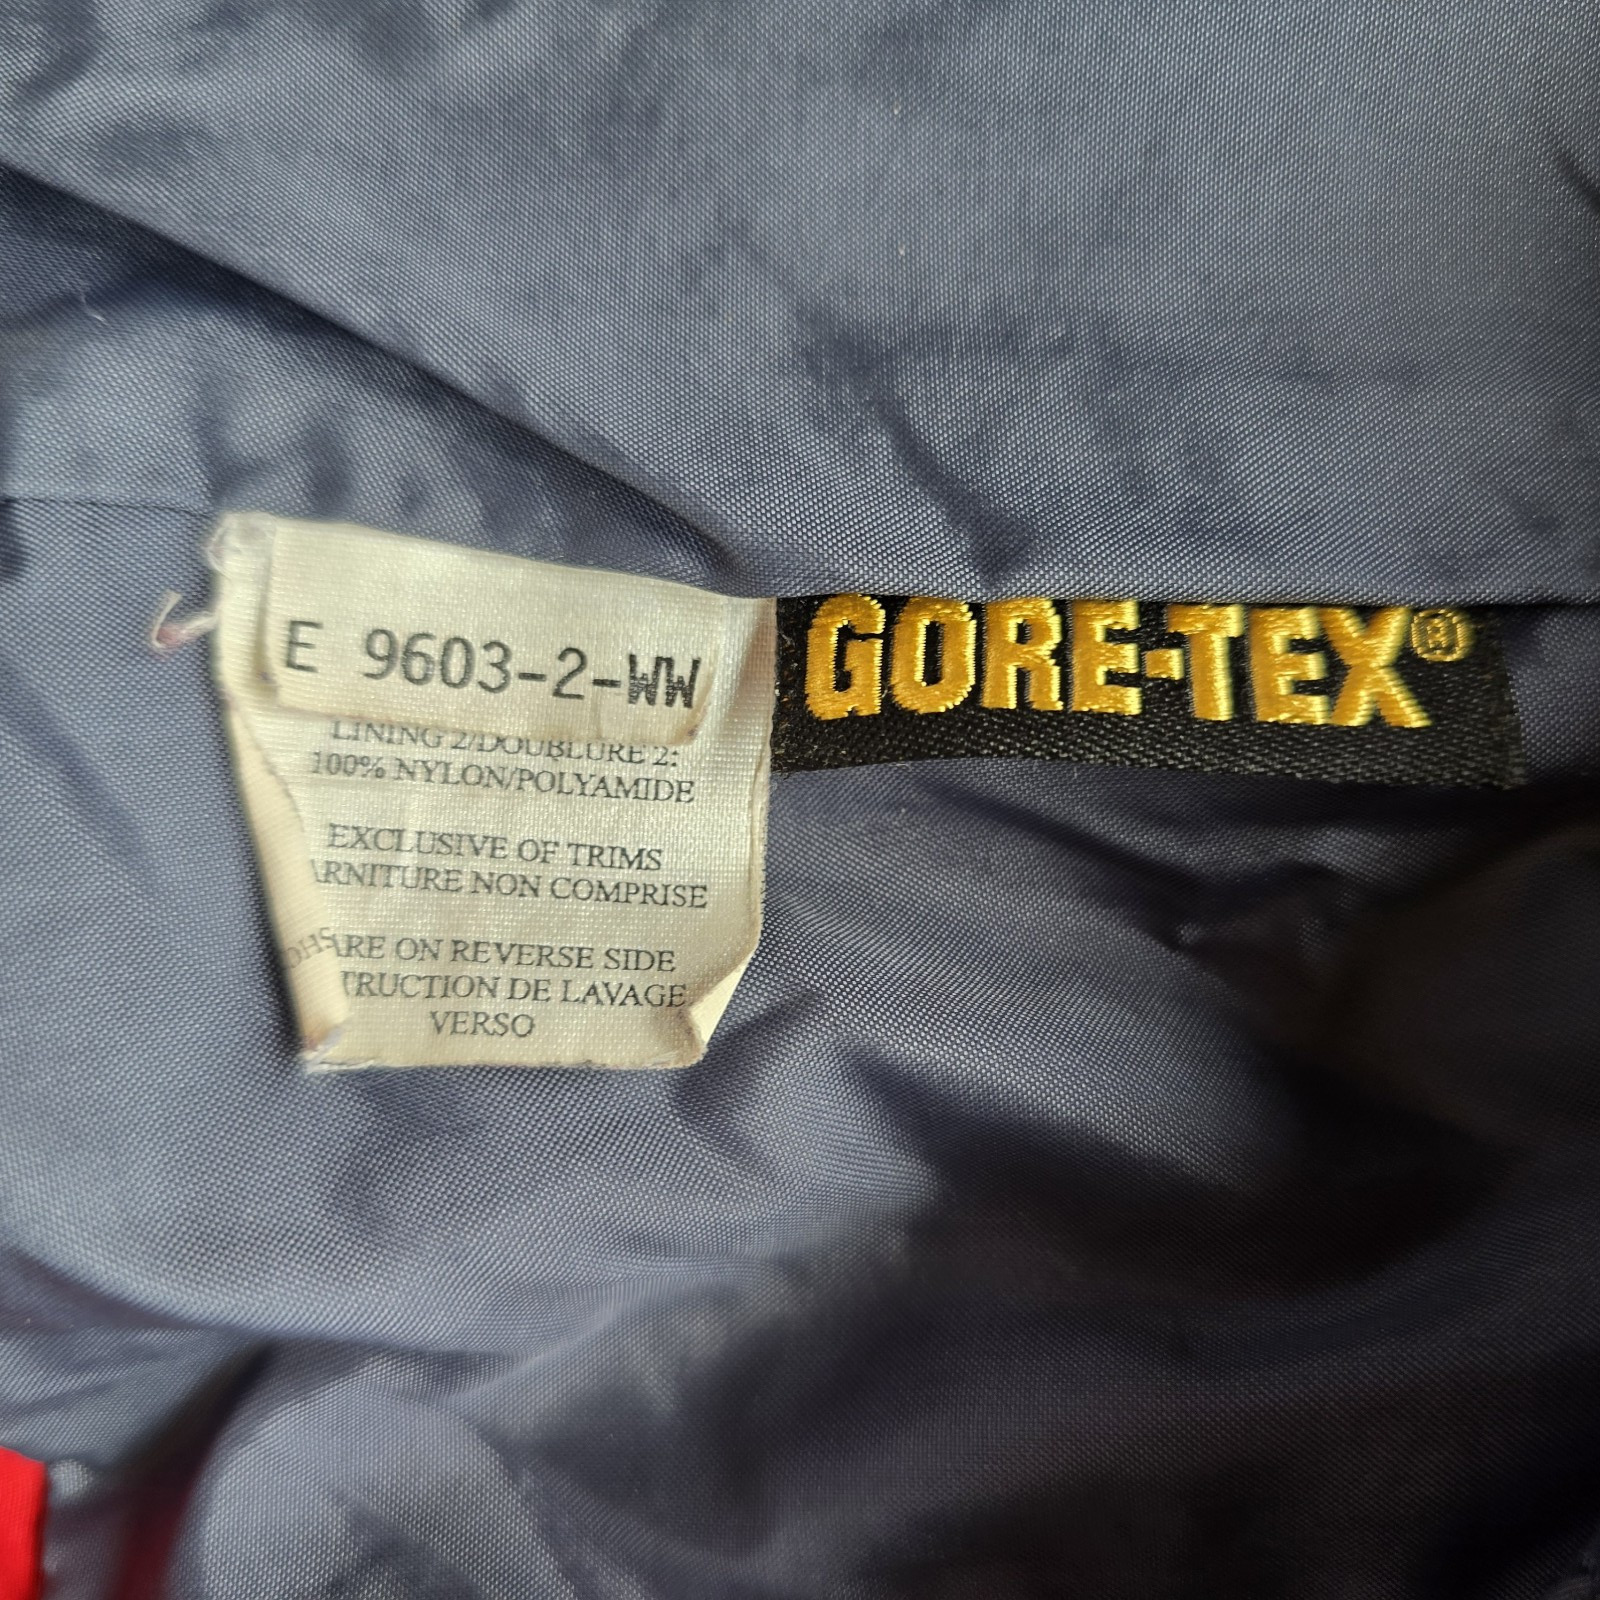 E 9603-2-WW
GORE-TEX®
LINING 2/DOUBLURE 2:
100% NYLON/POLYAMIDE
EXCLUSIVE OF TRIMS
ARNITURE NON COMPRISE
ARE ON REVERSE SIDE
TRUCTION DE LAVAGE
VERSO